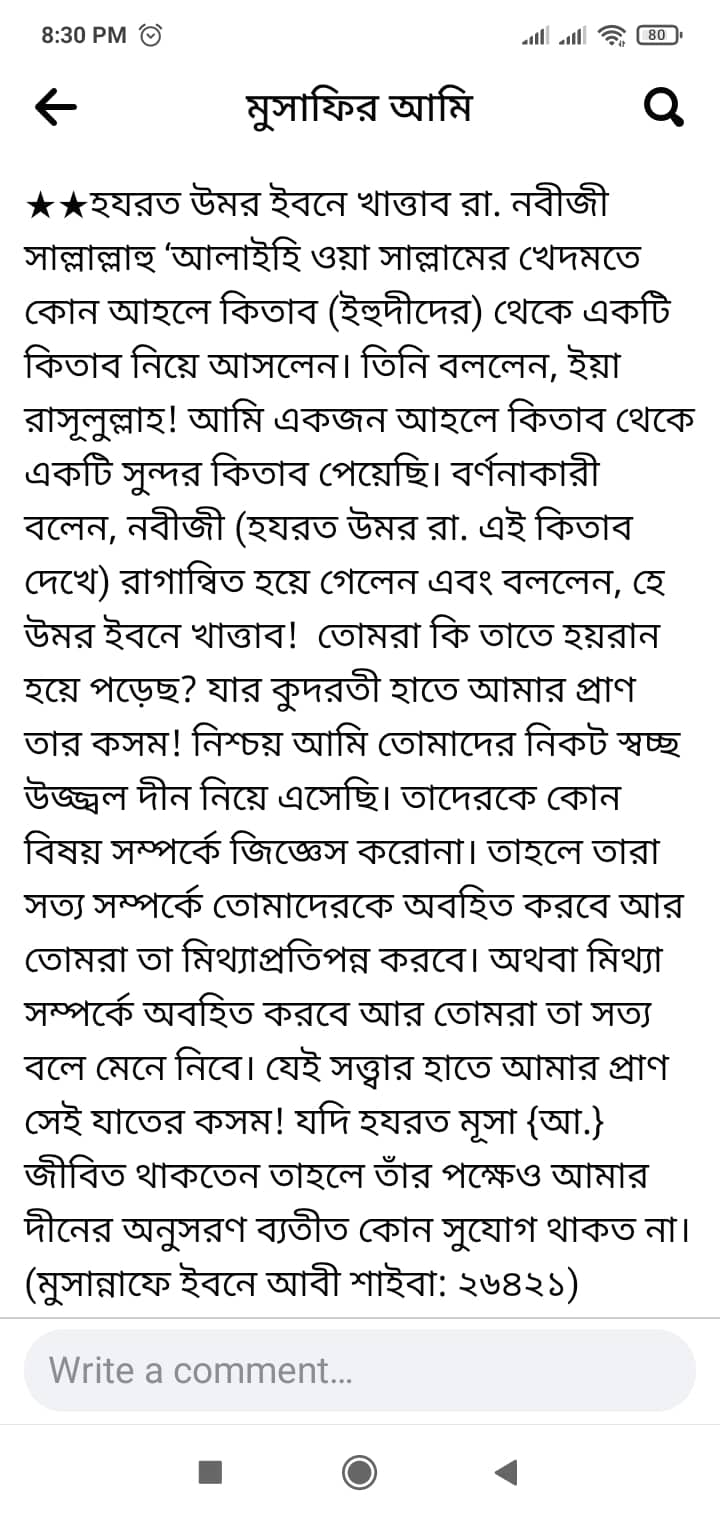 8:30 PM
80
মুসাফির আমি
★★হযরত উমর ইবনে খাত্তাব রা. নবীজী
সাল্লাল্লাহু ‘আলাইহি ওয়া সাল্লামের খেদমতে
কোন আহলে কিতাব (ইহুদীদের) থেকে একটি
কিতাব নিয়ে আসলেন। তিনি বললেন, ইয়া
রাসূলুল্লাহ! আমি একজন আহলে কিতাব থেকে
একটি সুন্দর কিতাব পেয়েছি। বর্ণনাকারী
বলেন, নবীজী (হযরত উমর রা. এই কিতাব
দেখে) রাগান্বিত হয়ে গেলেন এবং বললেন, হে
উমর ইবনে খাত্তাব!  তোমরা কি তাতে হয়রান
হয়ে পড়েছ? যার কুদরতী হাতে আমার প্রাণ
তার কসম! নিশ্চয় আমি তোমাদের নিকট স্বচ্ছ
উজ্জ্বল দীন নিয়ে এসেছি। তাদেরকে কোন
বিষয় সম্পর্কে জিজ্ঞেস করোনা। তাহলে তারা
সত্য সম্পর্কে তোমাদেরকে অবহিত করবে আর
তোমরা তা মিথ্যাপ্রতিপন্ন করবে। অথবা মিথ্যা
সম্পর্কে অবহিত করবে আর তোমরা তা সত্য
বলে মেনে নিবে। যেই সত্ত্বার হাতে আমার প্রাণ
সেই যাতের কসম! যদি হযরত মূসা {আ.}
জীবিত থাকতেন তাহলে তাঁর পক্ষেও আমার
দীনের অনুসরণ ব্যতীত কোন সুযোগ থাকত না।
(মুসান্নাফে ইবনে আবী শাইবা: ২৬৪২১)
Write a comment...